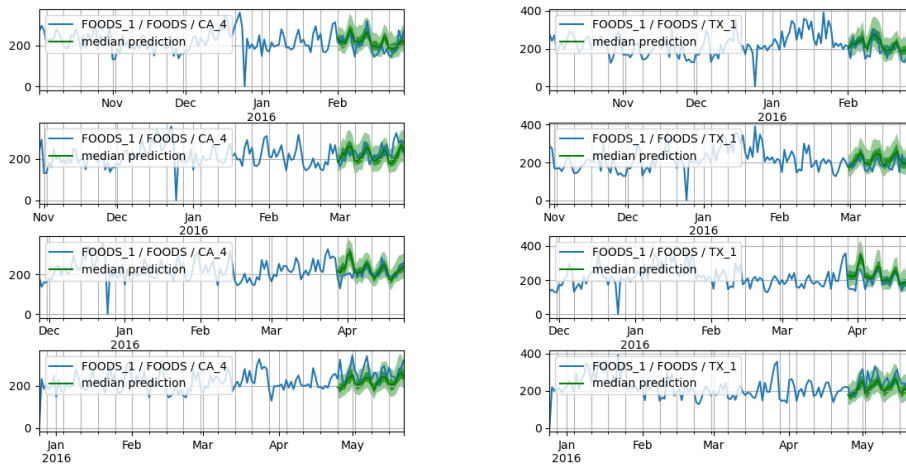 FOODS_1 / FOODS / CA_4
median prediction
200
0
Nov Dec Jan Feb
2016
400
FOODS_1 / FOODS / TX_1
median prediction
200
0
Nov Dec Jan Feb
2016
400
FOODS_1 / FOODS / CA_4
median prediction
200
0
Nov Dec Jan Feb Mar
2016
400
FOODS_1 / FOODS / TX_1
median prediction
200
0
Nov Dec Jan Feb Mar
2016
FOODS_1 / FOODS / CA_4
median prediction
200
0
Dec Jan Feb Mar Apr
2016
400
FOODS_1 / FOODS / TX_1
median prediction
200
0
Dec Jan Feb Mar Apr
2016
FOODS_1 / FOODS / CA_4
median prediction
200
0
Jan Feb Mar Apr May
2016
400
FOODS_1 / FOODS / TX_1
median prediction
200
0
Jan Feb Mar Apr May
2016